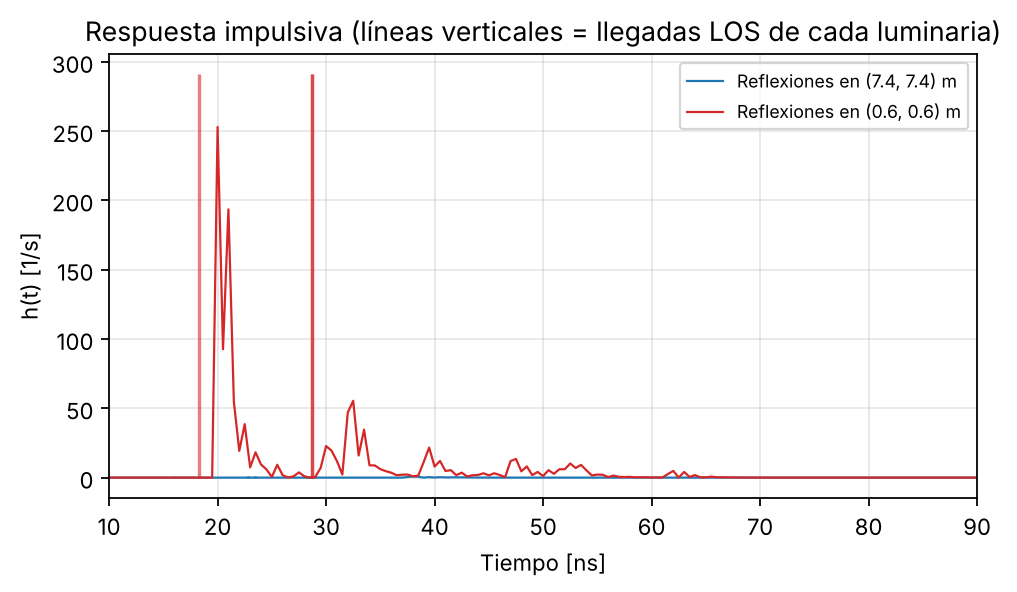 Respuesta impulsiva (líneas verticales = llegadas LOS de cada luminaria)
Reflexiones en (7.4, 7.4) m
Reflexiones en (0.6, 0.6) m
h(t) [1/s]
300
250
200
150
100
50
0
10 20 30 40 50 60 70 80 90
Tiempo [ns]